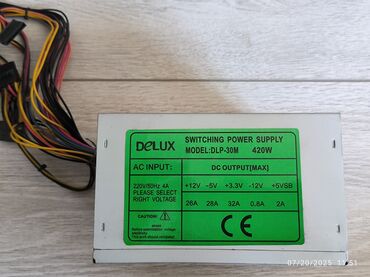 DELUX
SWITCHING POWER SUPPLY
MODEL:DLP-30M 420W
AC INPUT:
DC OUTPUT[MAX]
220V/50Hz 4A
PLEASE SELECT
RIGHT VOLTAGE
+12V -5V +3.3V -12V +5VSB
26A 28A 32A 0.8A 2A
CAUTION:
CE
07/20/2025